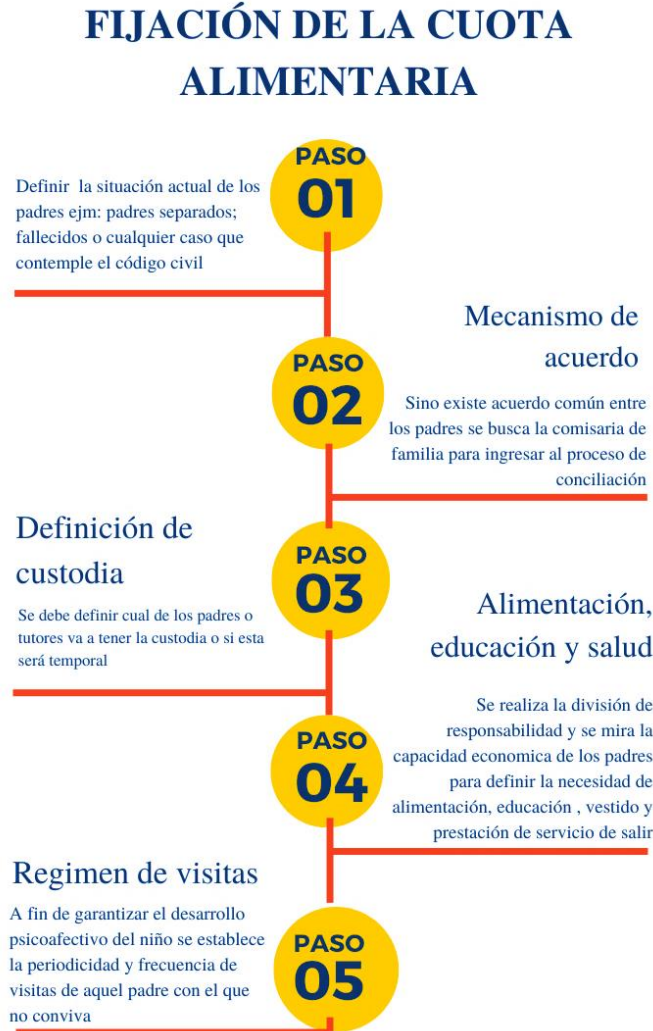 FIJACIÓN DE LA CUOTA
ALIMENTARIA
PASO
01
Definir la situación actual de los
padres ejm: padres separados;
fallecidos o cualquier caso que
contemple el código civil
PASO
02
Mecanismo de
acuerdo
Sino existe acuerdo común entre
los padres se busca la comisaria de
familia para ingresar al proceso de
conciliación
PASO
03
Definición de
custodia
Se debe definir cual de los padres o
tutores va a tener la custodia o si esta
será temporal
PASO
04
Alimentación,
educación y salud
Se realiza la división de
responsabilidad y se mira la
capacidad economica de los padres
para definir la necesidad de
alimentación, educación , vestido y
prestación de servicio de salir
PASO
05
Regimen de visitas
A fin de garantizar el desarrollo
psicoafectivo del niño se establece
la periodicidad y frecuencia de
visitas de aquel padre con el que
no conviva